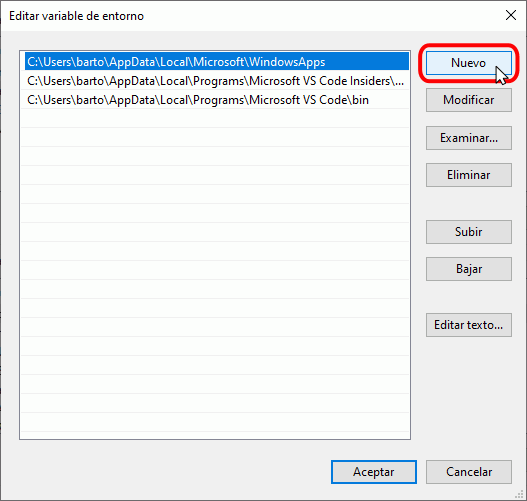 Editar variable de entorno
C:\Users\barto\AppData\Local\Microsoft\WindowsApps
C:\Users\barto\AppData\Local\Programs\Microsoft VS Code Insiders\...
C:\Users\barto\AppData\Local\Programs\Microsoft VS Code\bin
Nuevo
Modificar
Examinar...
Eliminar
Subir
Bajar
Editar texto...
Aceptar
Cancelar